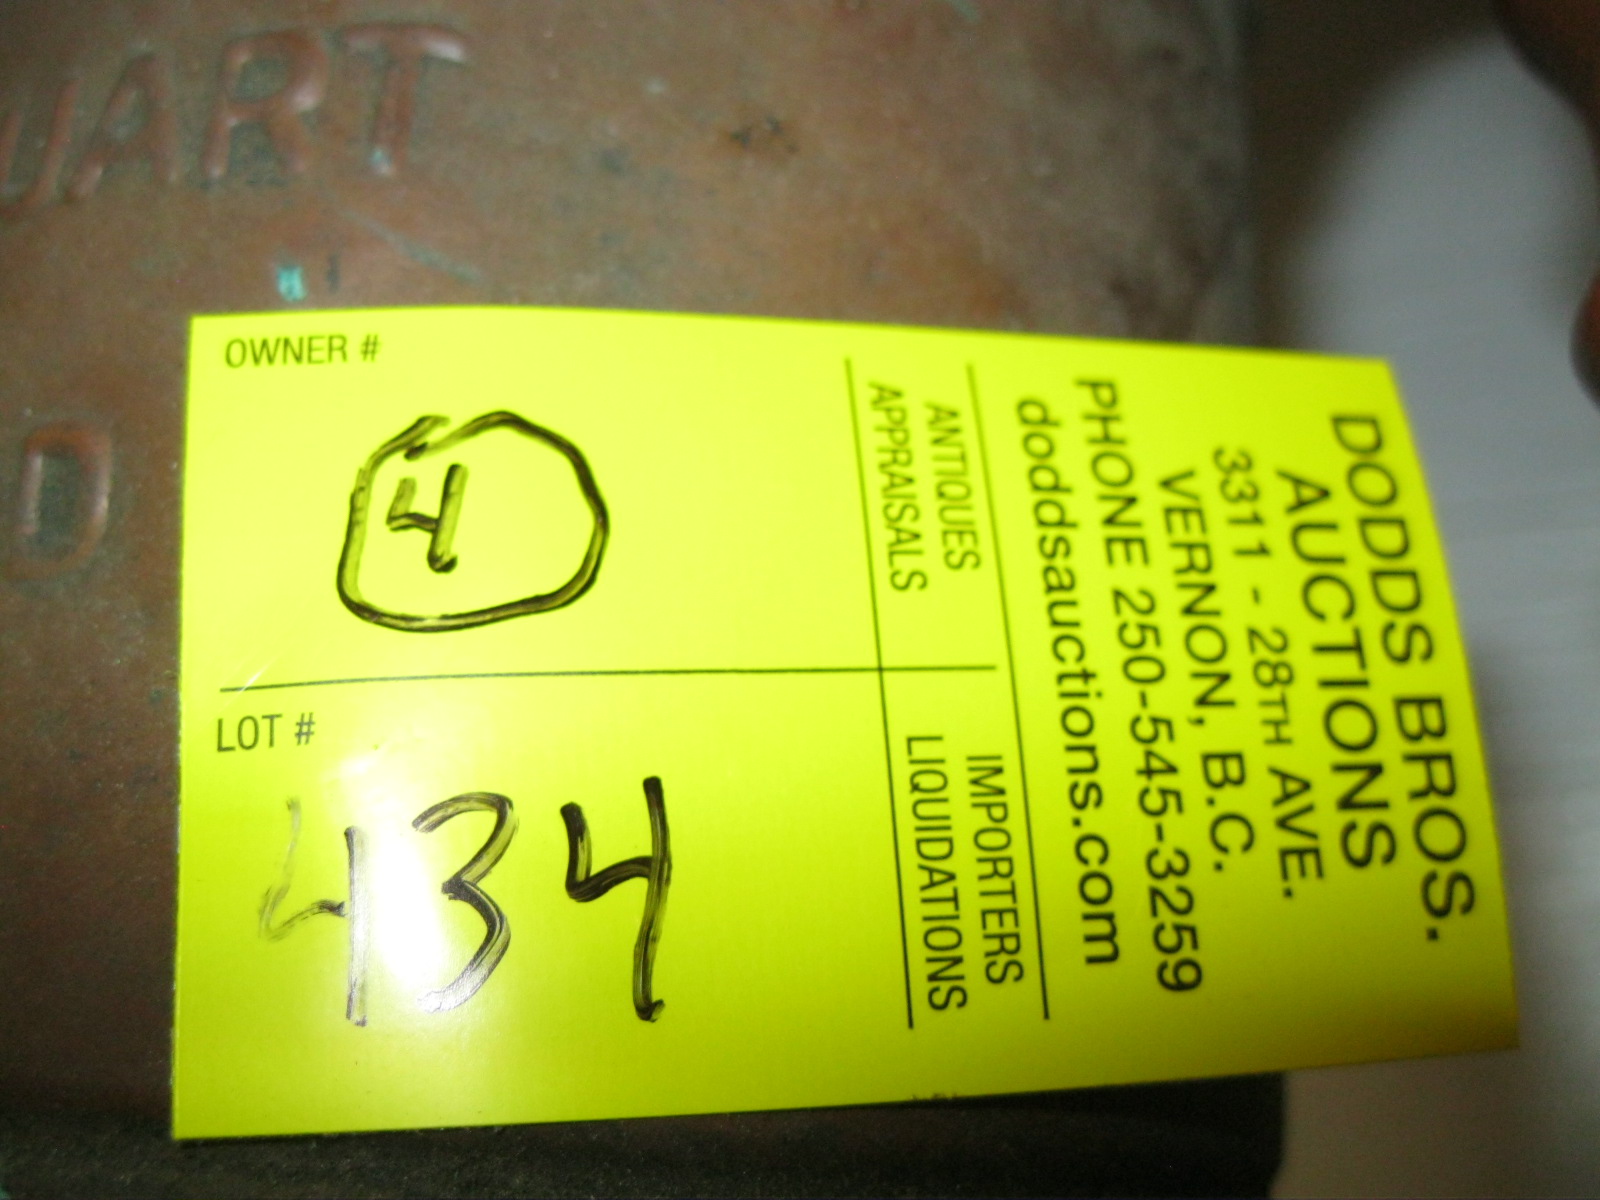 UART
D
DODDS BROS.
AUCTIONS
3311 - 28TH AVE.
VERNON, B.C.
PHONE 250-545-3259
doddsauctions.com
ANTIQUES
APPRAISALS
IMPORTERS
LIQUIDATIONS
OWNER #
4
LOT #
434